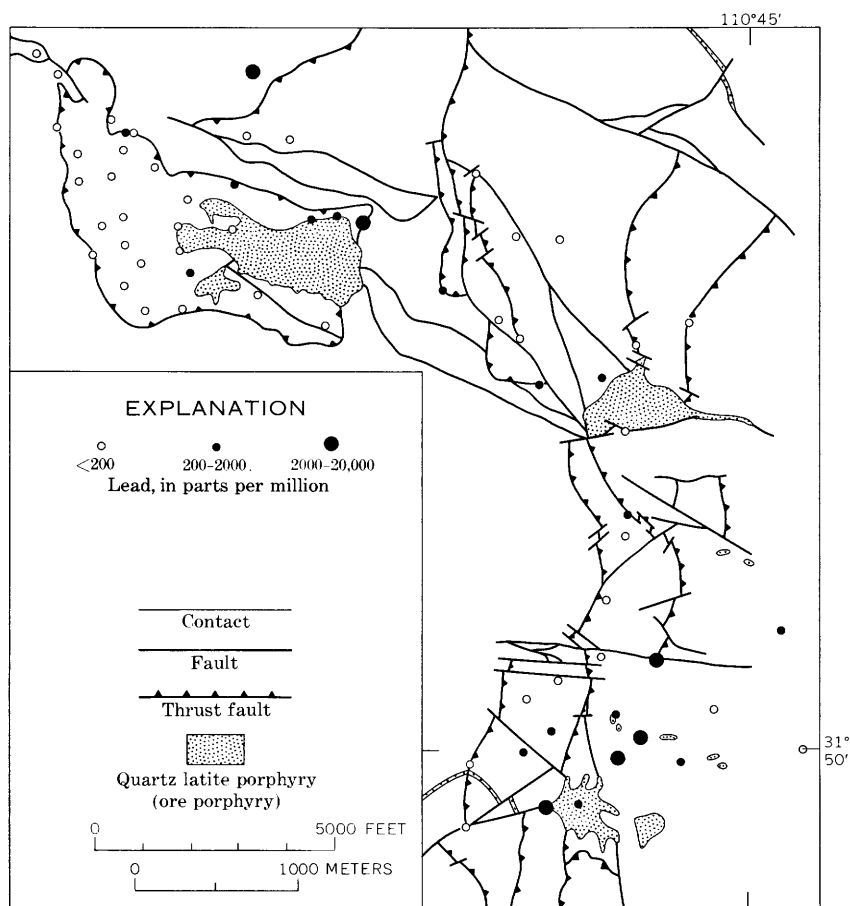 110°45′
EXPLANATION
<200
200-2000.
2000-20,000
Lead, in parts per million
Contact
Fault
Thrust fault
Quartz latite porphyry
(ore porphyry)
0 5000 FEET
0 1000 METERS
31°
50′